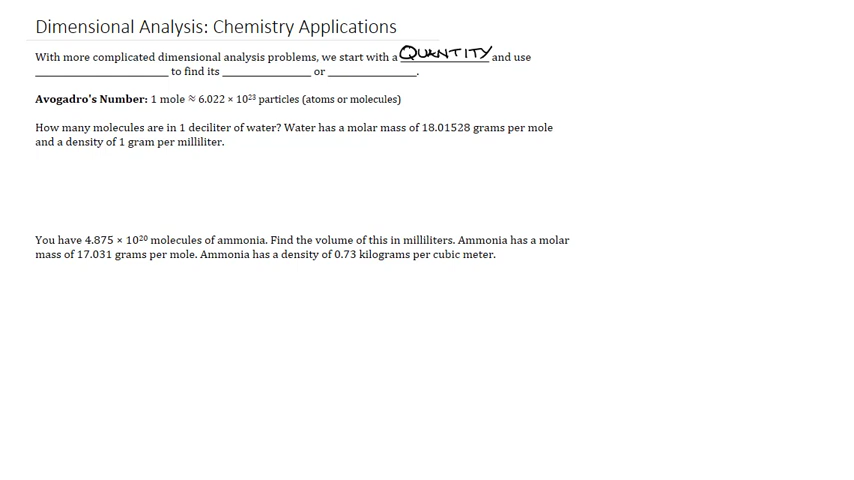 Dimensional Analysis: Chemistry Applications
With more complicated dimensional analysis problems, we start with a QUANTITY and use
____________________ to find its ______________ or ______________.
Avogadro's Number: 1 mole ≈ 6.022 × 10²³ particles (atoms or molecules)
How many molecules are in 1 deciliter of water? Water has a molar mass of 18.01528 grams per mole
and a density of 1 gram per milliliter.
You have 4.875 × 10²⁰ molecules of ammonia. Find the volume of this in milliliters. Ammonia has a molar
mass of 17.031 grams per mole. Ammonia has a density of 0.73 kilograms per cubic meter.